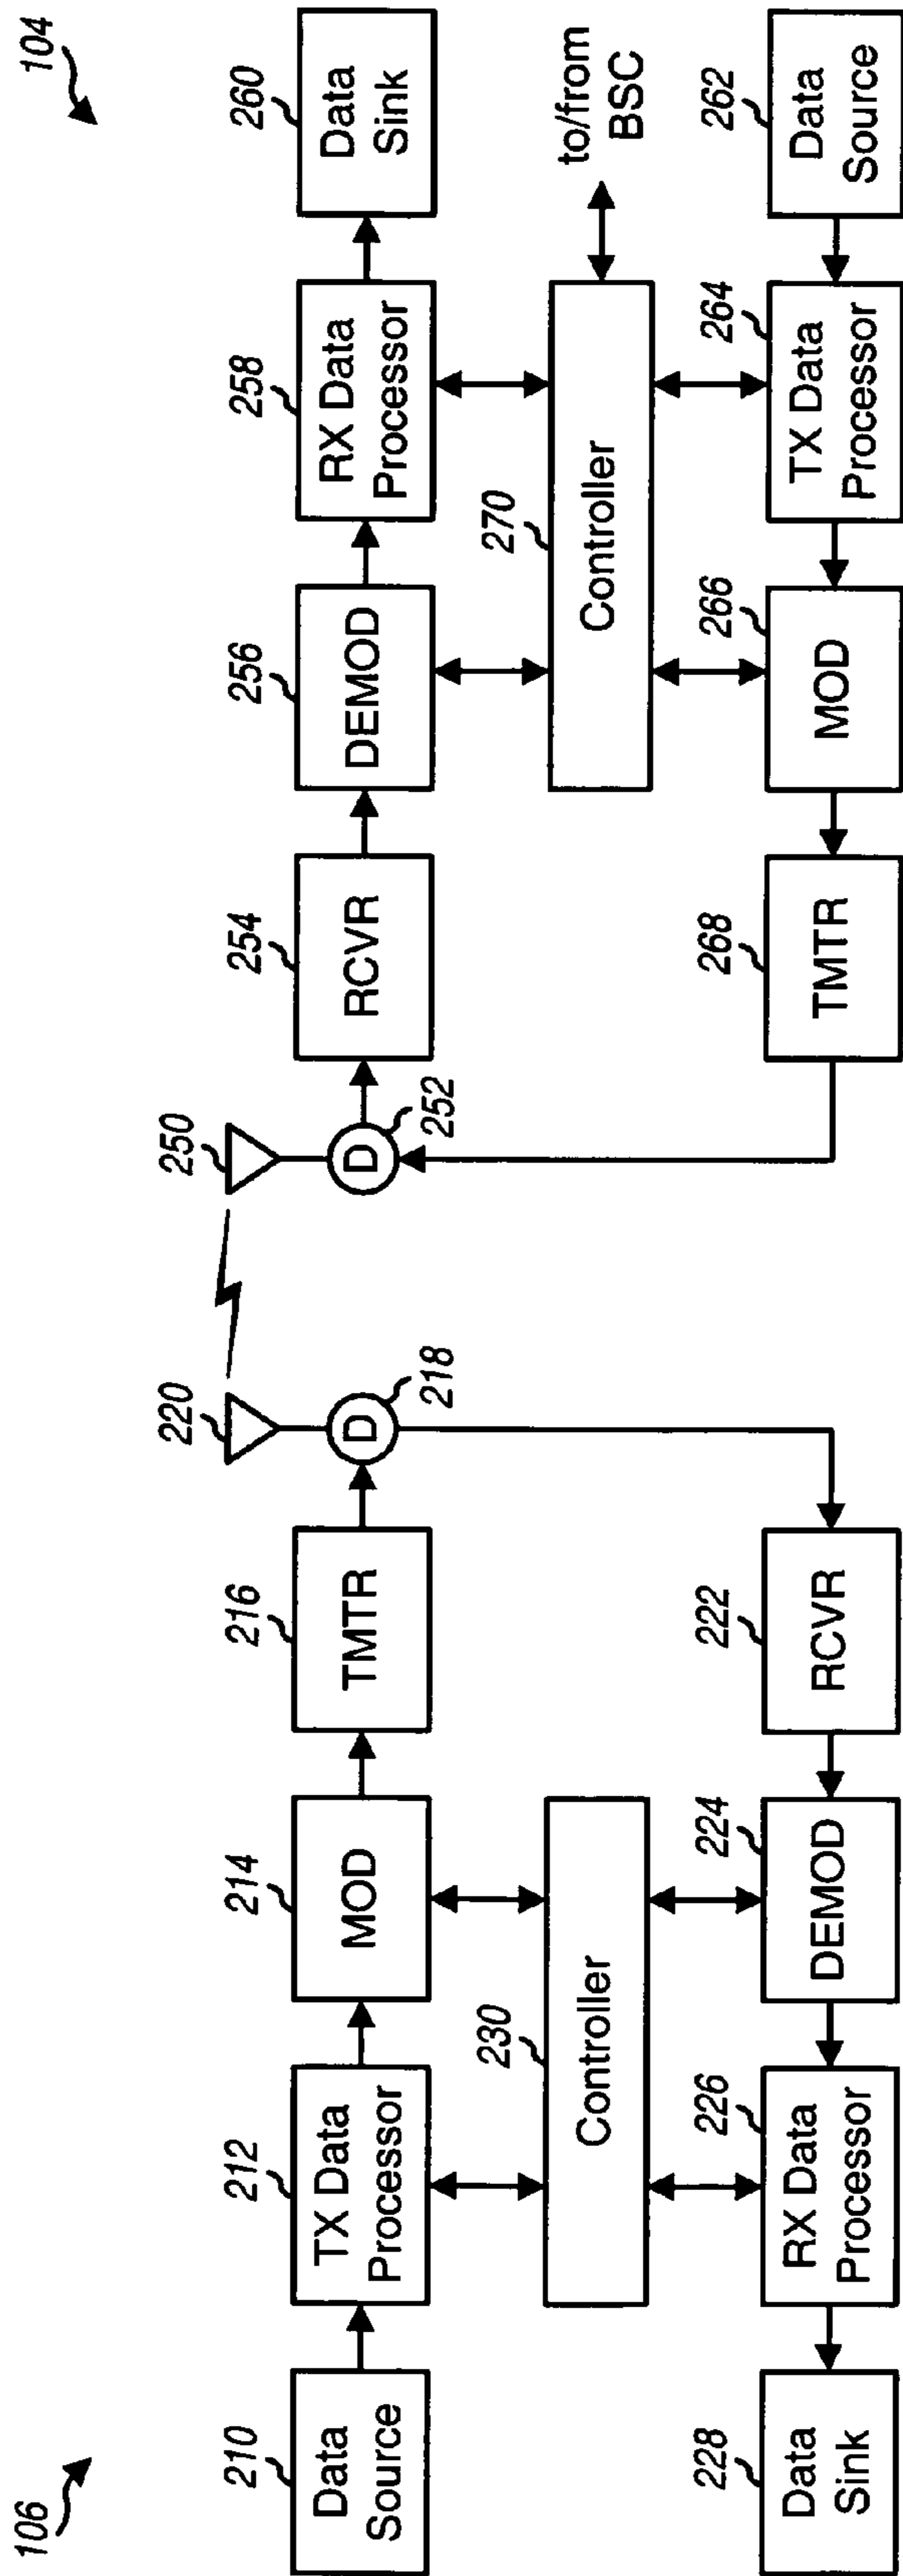 106
104
220
250
210
212
214
216
254
256
258
260
Data
Source
TX Data
Processor
MOD
TMTR
D
218
D
252
RCVR
DEMOD
RX Data
Processor
Data
Sink
230
270
Controller
Controller
to/from
BSC
228
226
224
222
268
266
264
262
Data
Sink
RX Data
Processor
DEMOD
RCVR
TMTR
MOD
TX Data
Processor
Data
Source